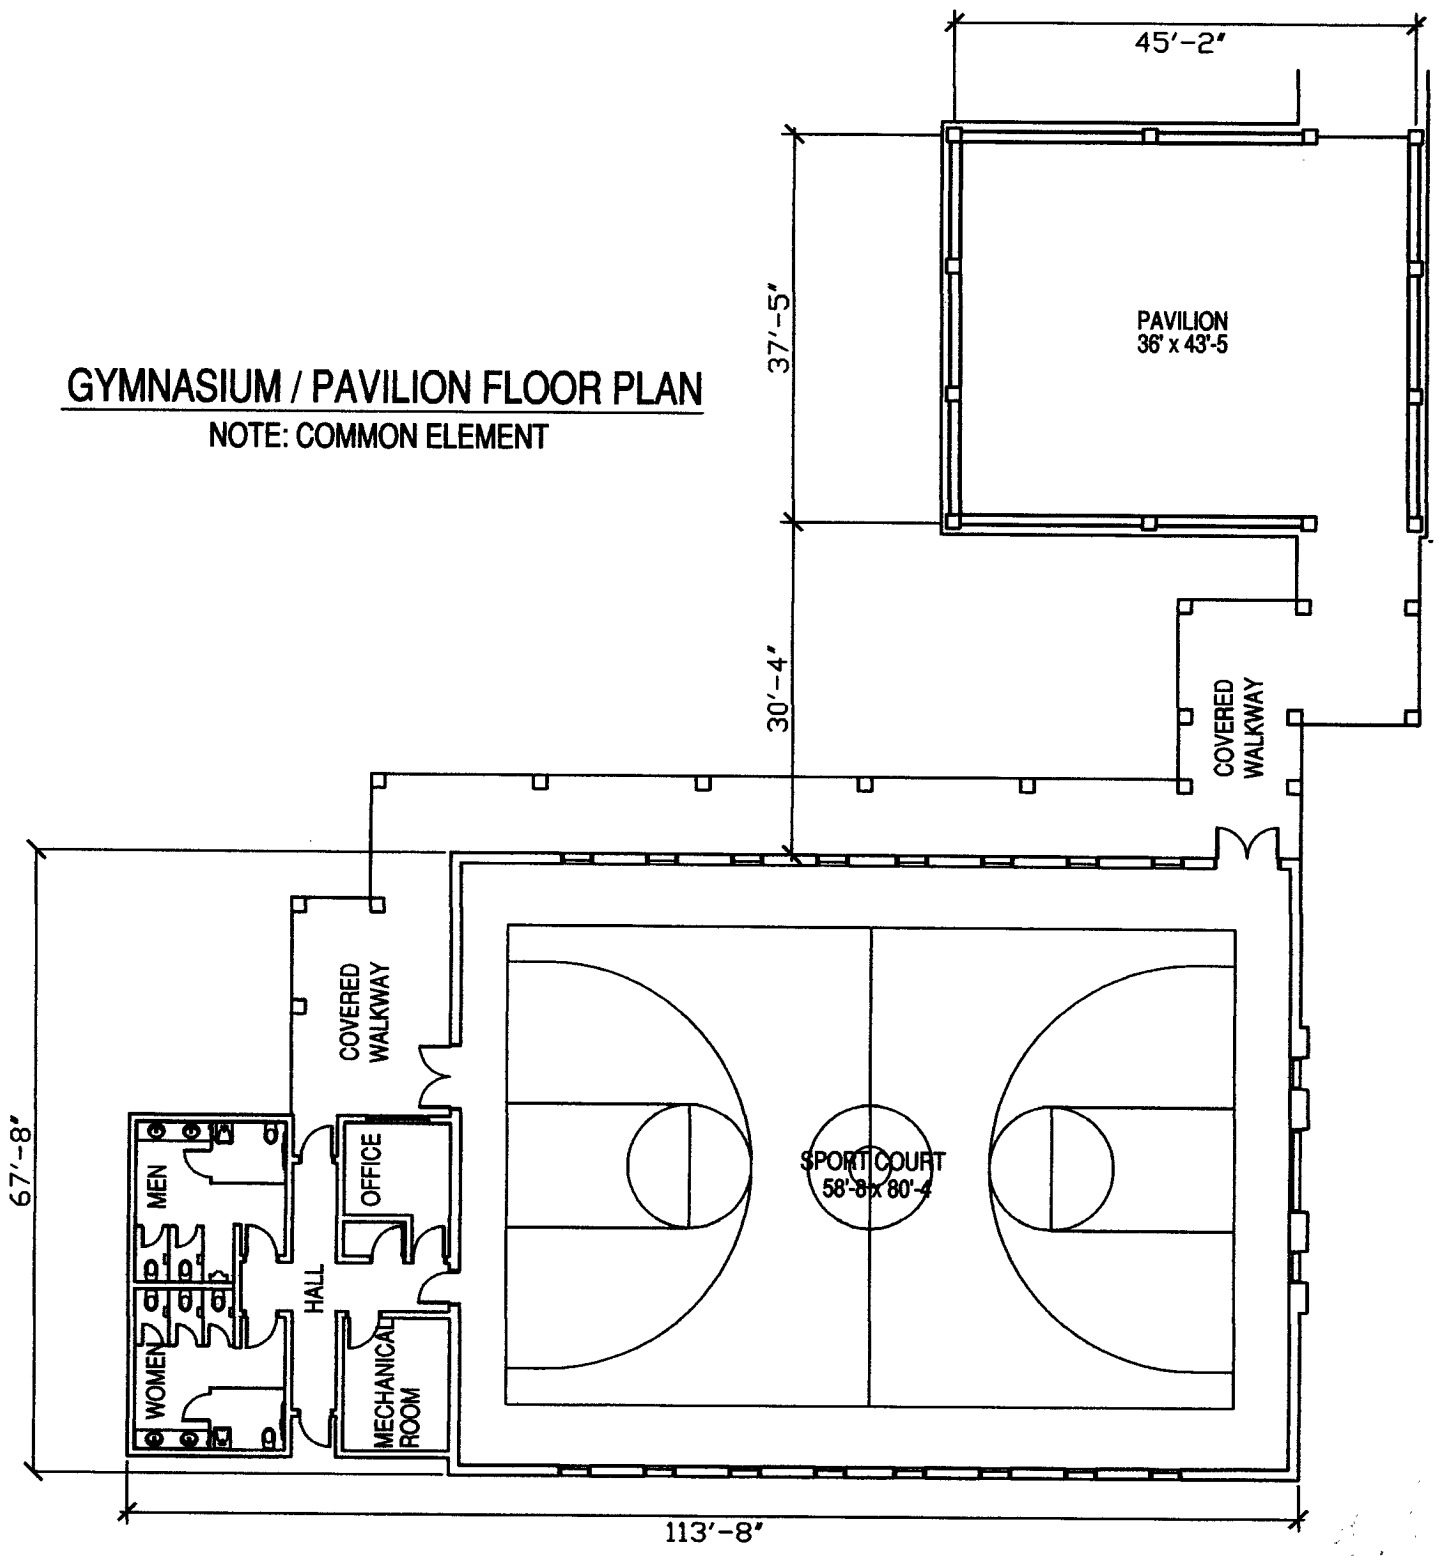 45'-2"
37'-5"
PAVILION
36' x 43'-5
GYMNASIUM / PAVILION FLOOR PLAN
NOTE: COMMON ELEMENT
30'-4"
COVERED
WALKWAY
COVERED
WALKWAY
67'-8"
MEN
OFFICE
SPORT COURT
58'-8 x 80'-4
HALL
WOMEN
MECHANICAL
ROOM
113'-8"